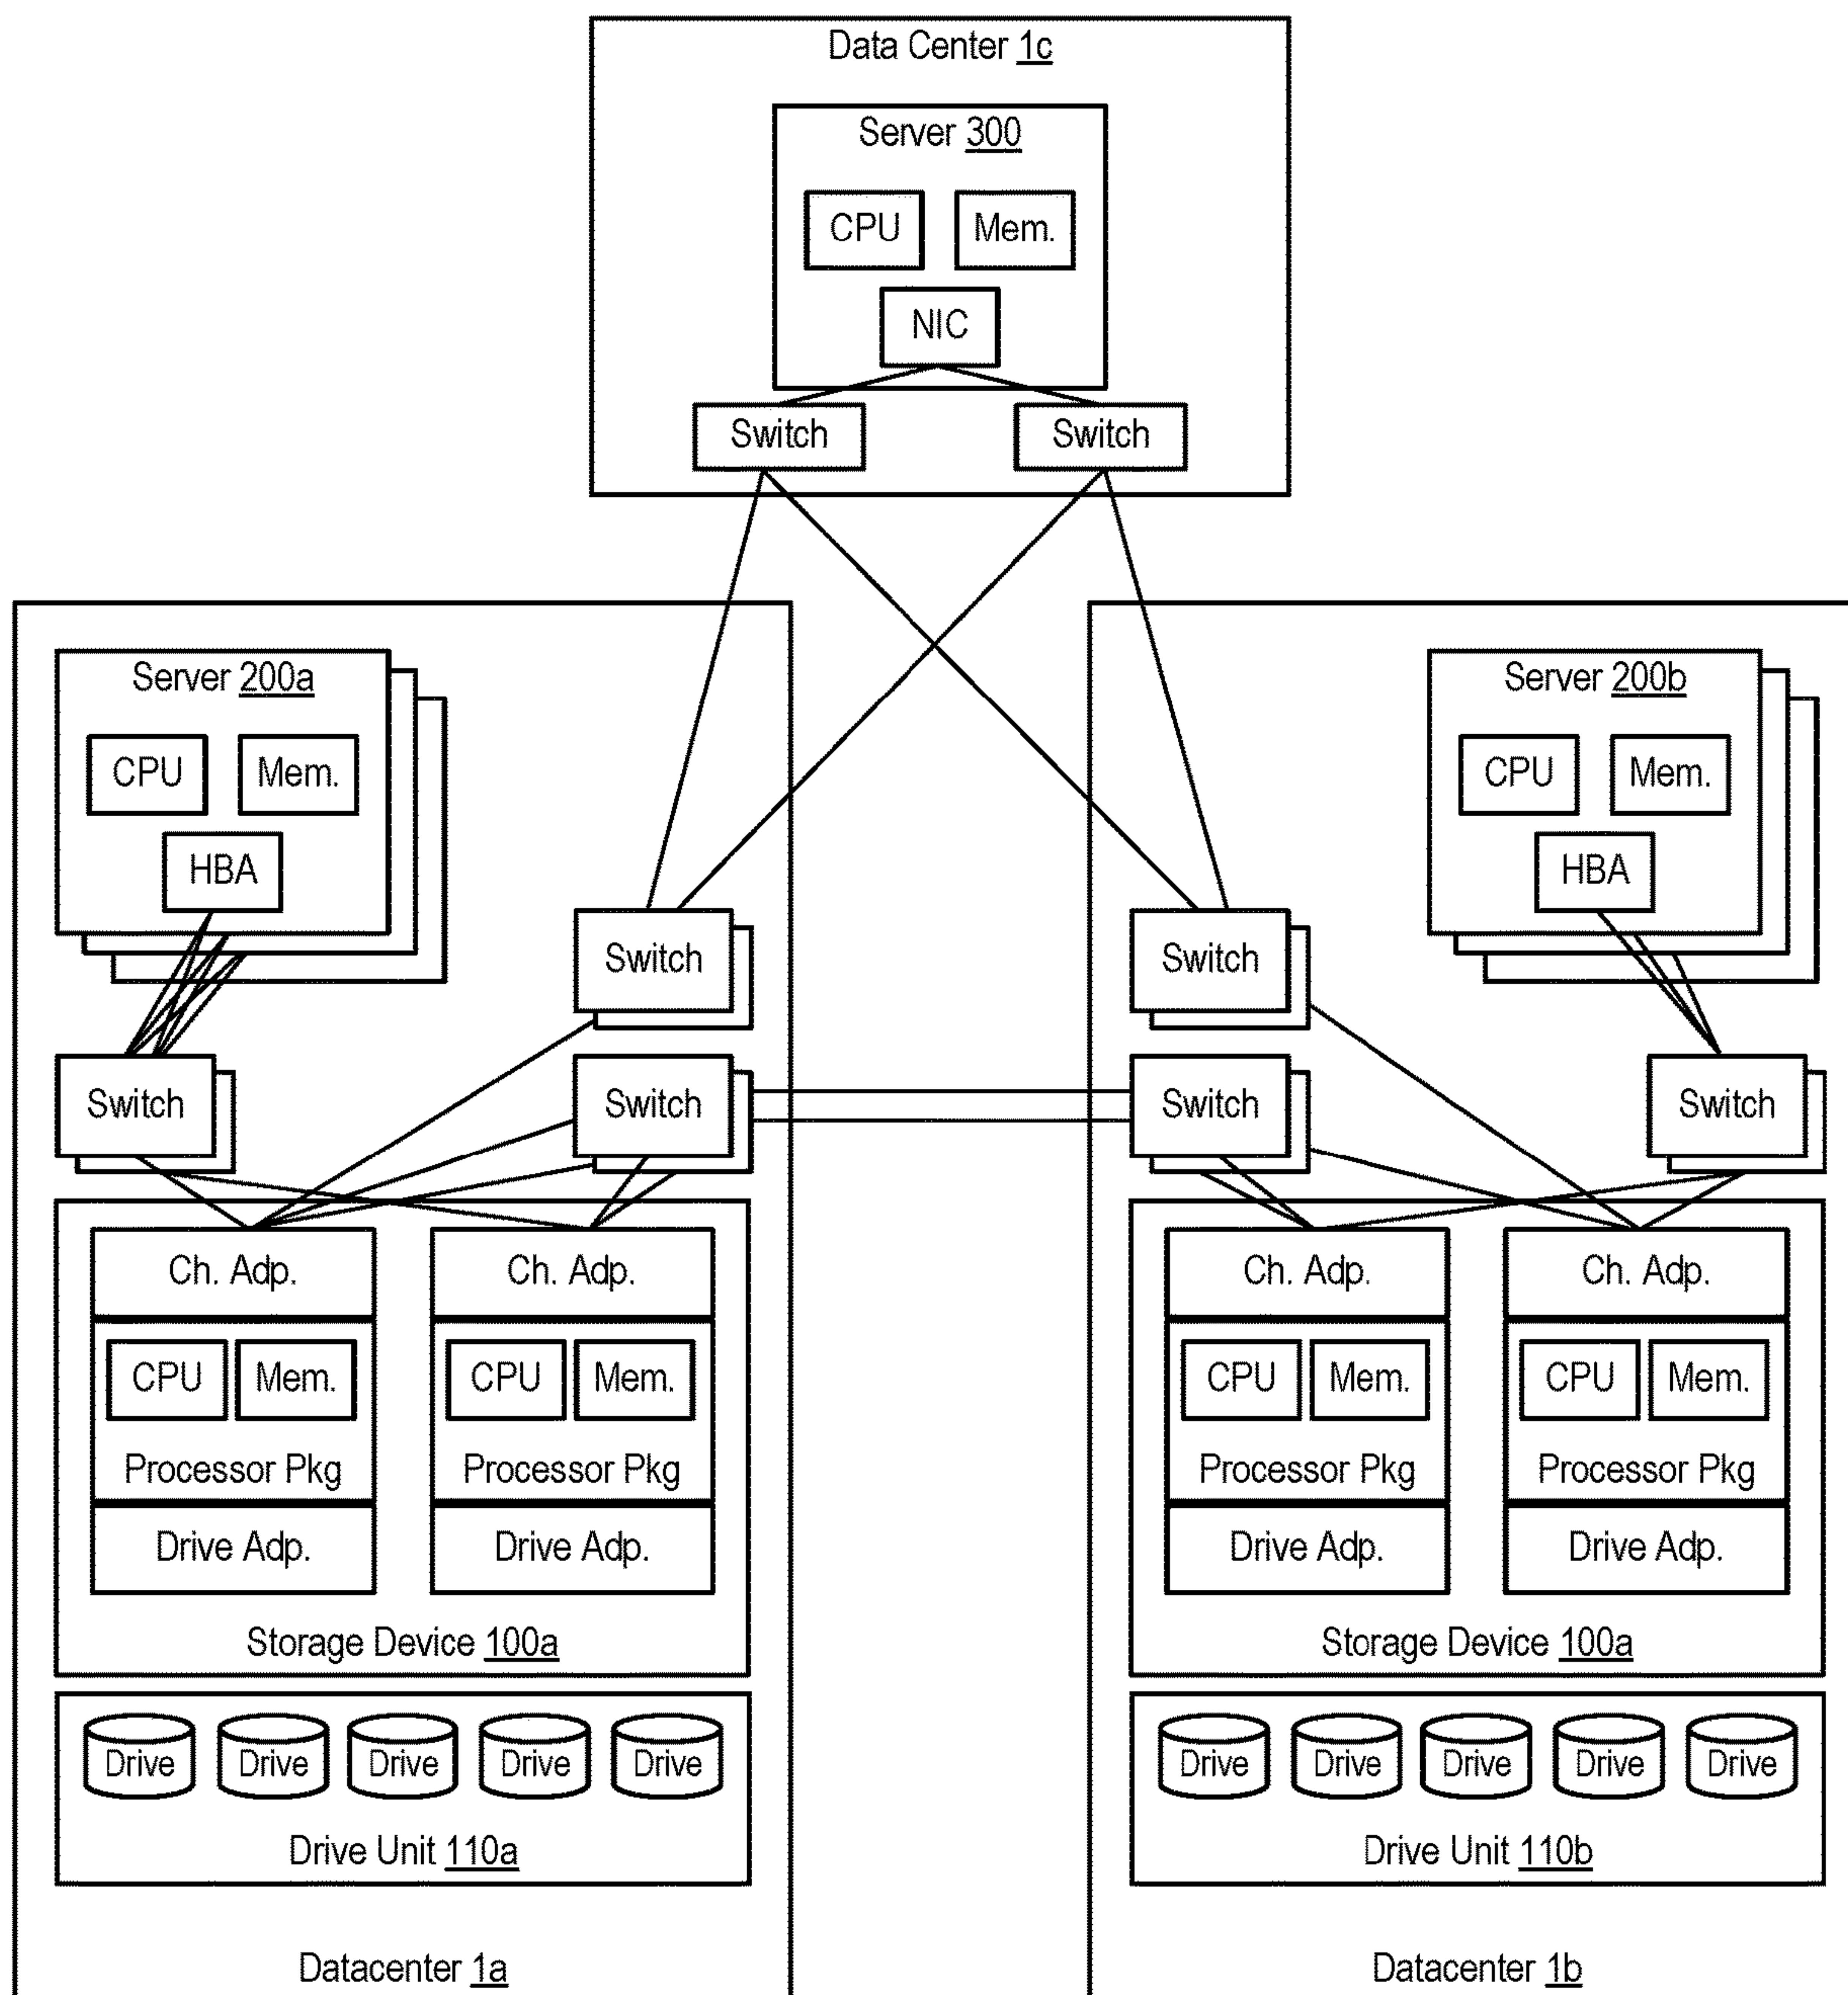 Data Center 1c
Server 300
CPU Mem.
NIC
Switch Switch
Server 200a
CPU Mem.
HBA
Switch
Switch
Switch
Ch. Adp. Ch. Adp.
CPU Mem. CPU Mem.
Processor Pkg Processor Pkg
Drive Adp. Drive Adp.
Storage Device 100a
Drive Drive Drive Drive Drive
Drive Unit 110a
Datacenter 1a
Server 200b
CPU Mem.
HBA
Switch
Switch
Switch
Ch. Adp. Ch. Adp.
CPU Mem. CPU Mem.
Processor Pkg Processor Pkg
Drive Adp. Drive Adp.
Storage Device 100a
Drive Drive Drive Drive Drive
Drive Unit 110b
Datacenter 1b